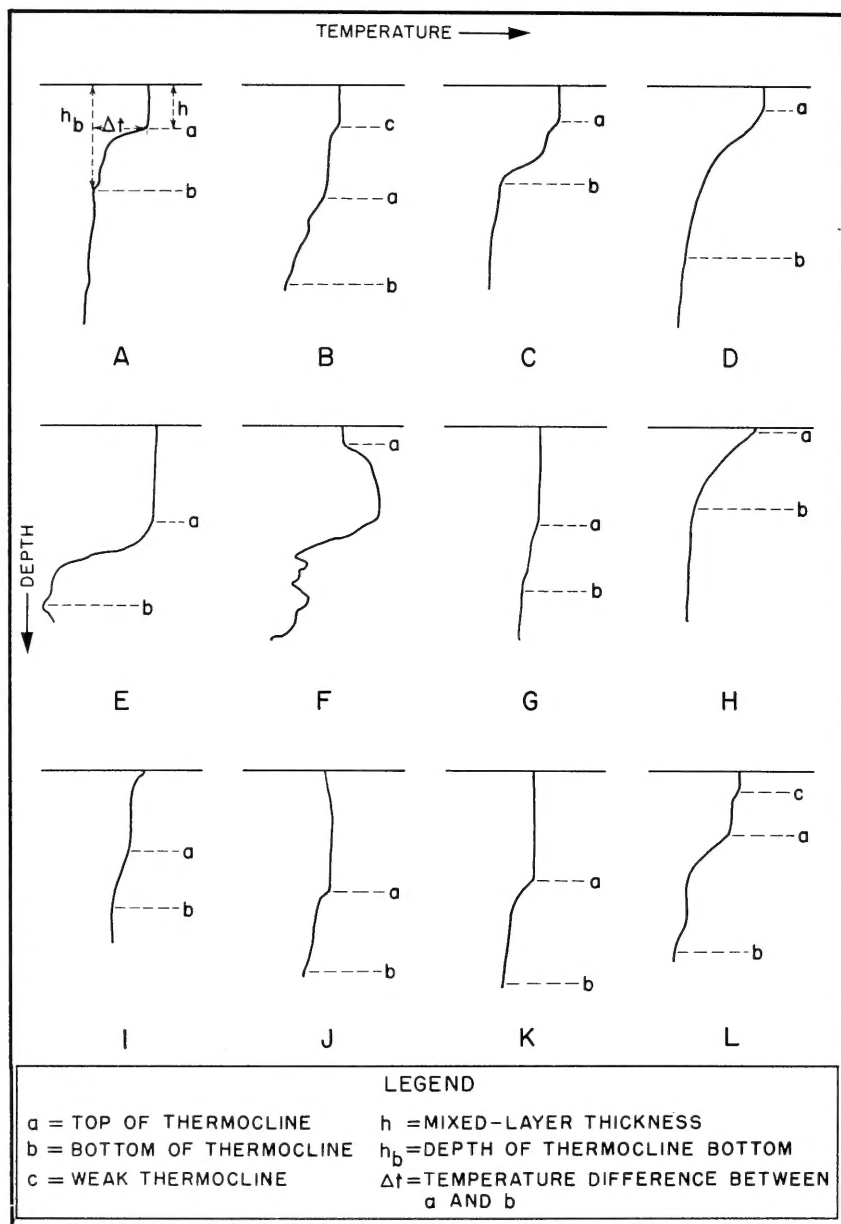 TEMPERATURE
h_b Δt h
a
b
c
a
b
a
b
a
b
A B C D
DEPTH
a
b
a
a
b
a
b
E F G H
a
b
a
b
a
b
c
a
b
I J K L
LEGEND
a = TOP OF THERMOCLINE
b = BOTTOM OF THERMOCLINE
c = WEAK THERMOCLINE
h = MIXED-LAYER THICKNESS
h_b = DEPTH OF THERMOCLINE BOTTOM
Δt = TEMPERATURE DIFFERENCE BETWEEN
a AND b